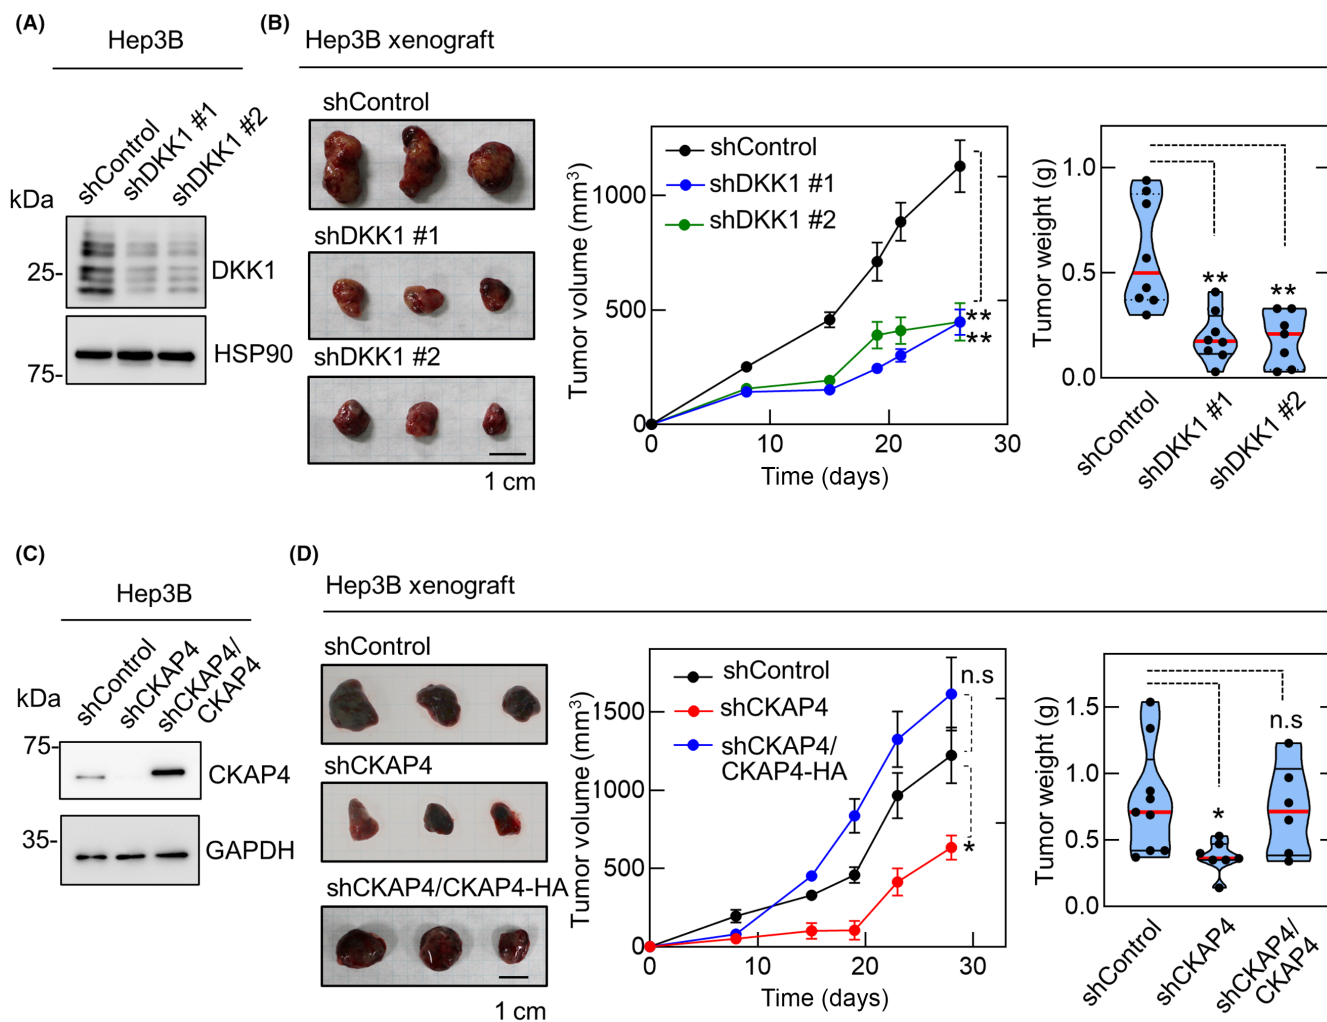 (A)
Hep3B
shControl
shDKK1 #1
shDKK1 #2
kDa
25-
DKK1
75-
HSP90
(B)
Hep3B xenograft
shControl
shDKK1 #1
shDKK1 #2
1 cm
Tumor volume (mm³)
1000
500
0
0
10
20
30
Time (days)
shControl
shDKK1 #1
shDKK1 #2
**
**
Tumor weight (g)
1.0
0.5
0.0
**
**
shControl
shDKK1 #1
shDKK1 #2
(C)
Hep3B
shControl
shCKAP4
shCKAP4/
CKAP4
kDa
75-
CKAP4
35-
GAPDH
(D)
Hep3B xenograft
shControl
shCKAP4
shCKAP4/CKAP4-HA
1 cm
Tumor volume (mm³)
1500
1000
500
0
0
10
20
30
Time (days)
shControl
shCKAP4
shCKAP4/
CKAP4-HA
n.s
*
Tumor weight (g)
1.5
1.0
0.5
0.0
*
n.s
shControl
shCKAP4
shCKAP4/
CKAP4